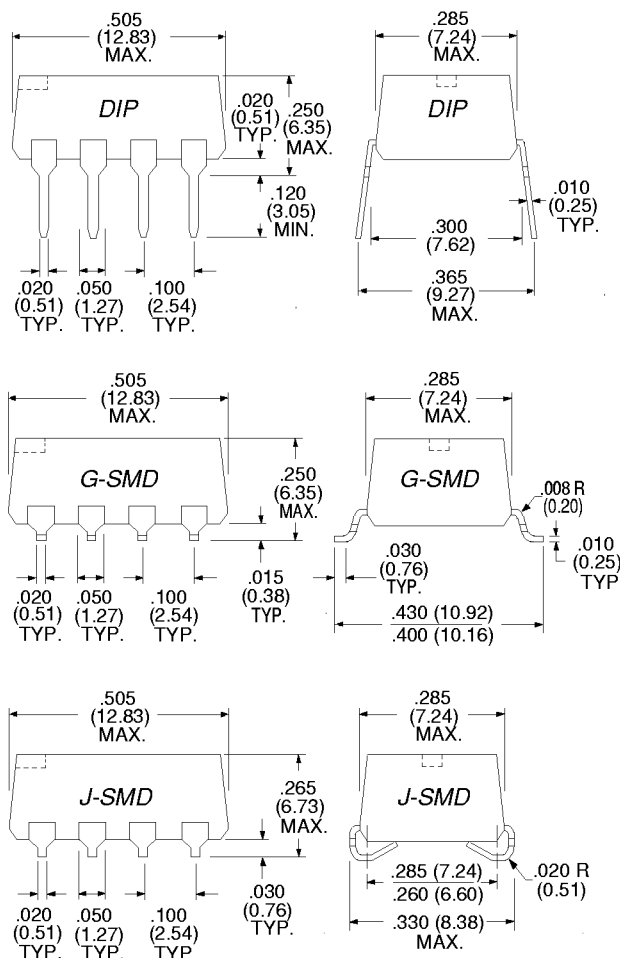 .505
(12.83)
MAX.
.285
(7.24)
MAX.
DIP
.020
(0.51)
TYP.
.250
(6.35)
MAX.
DIP
.120
(3.05)
MIN.
.010
(0.25)
TYP.
.300
(7.62)
.365
(9.27)
MAX.
.020
(0.51)
TYP.
.050
(1.27)
TYP.
.100
(2.54)
TYP.
.505
(12.83)
MAX.
.285
(7.24)
MAX.
G-SMD
.250
(6.35)
MAX.
G-SMD
.008 R
(0.20)
.010
(0.25)
TYP
.030
(0.76)
TYP.
.015
(0.38)
TYP.
.020
(0.51)
TYP.
.050
(1.27)
TYP.
.100
(2.54)
TYP.
.430 (10.92)
.400 (10.16)
.505
(12.83)
MAX.
.285
(7.24)
MAX.
J-SMD
.265
(6.73)
MAX.
J-SMD
.285 (7.24)
.260 (6.60)
.020 R
(0.51)
.330 (8.38)
MAX.
.030
(0.76)
TYP.
.020
(0.51)
TYP.
.050
(1.27)
TYP.
.100
(2.54)
TYP.